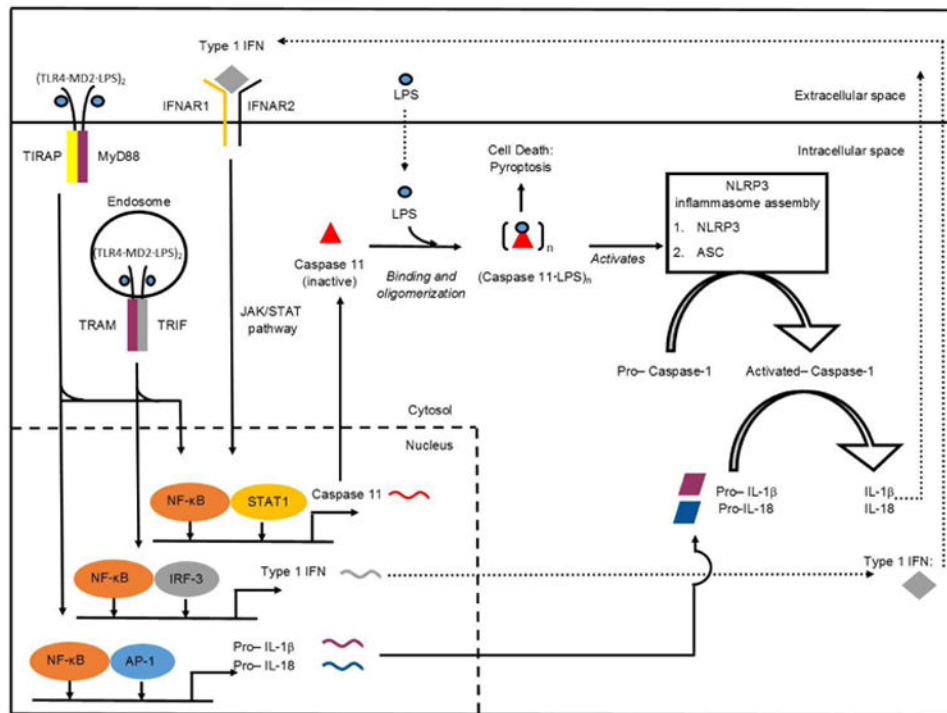 Type 1 IFN
(TLR4-MD2-LPS)₂
IFNAR1
IFNAR2
LPS
Extracellular space
TIRAP
MyD88
Intracellular space
Cell Death:
Pyroptosis
NLRP3
inflammasome assembly
1. NLRP3
2. ASC
Endosome
(TLR4-MD2-LPS)₂
LPS
[ ]n
Caspase 11
(inactive)
Binding and
oligomerization
(Caspase 11·LPS)n
Activates
TRAM
TRIF
JAK/STAT
pathway
Pro– Caspase-1
Activated– Caspase-1
Cytosol
Nucleus
NF-κB
STAT1
Caspase 11
Pro– IL-1β
Pro-IL-18
IL-1β
IL-18
NF-κB
IRF-3
Type 1 IFN
Type 1 IFN:
NF-κB
AP-1
Pro– IL-1β
Pro– IL-18